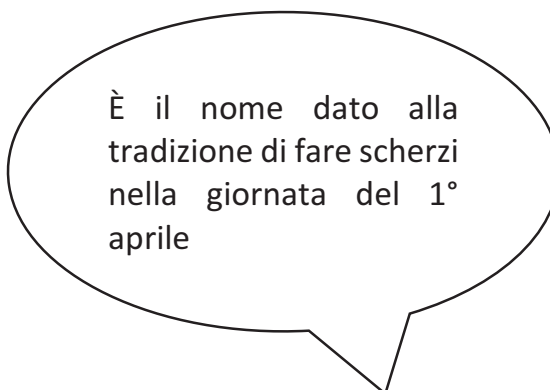 È il nome dato alla
tradizione di fare scherzi
nella giornata del 1°
aprile